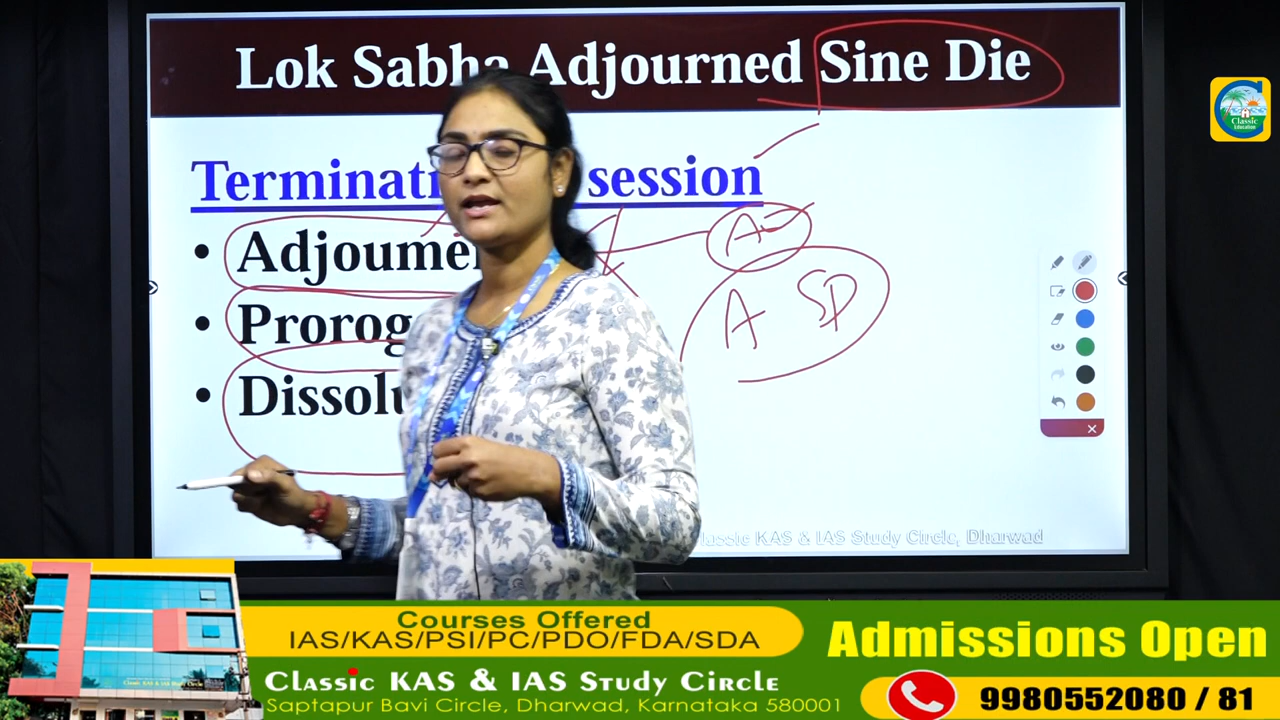 Lok Sabha Adjourned Sine Die
Termination session
• Adjoume
• Prorog
• Dissolu
A
A SP
Classic
Education
Classic KAS & IAS Study Circle, Dharwad
Courses Offered
IAS/KAS/PSI/PC/PDO/FDA/SDA
Admissions Open
Classic KAS & IAS Study Circle
Saptapur Bavi Circle, Dharwad, Karnataka 580001
9980552080 / 81